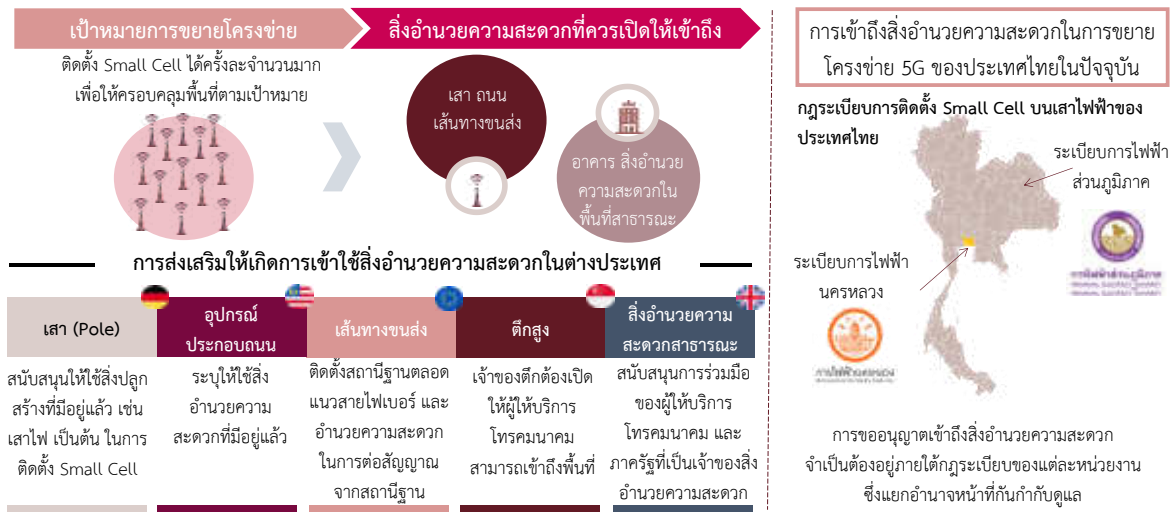 เป้าหมายการขยายโครงข่าย
สิ่งอำนวยความสะดวกที่ควรเปิดให้เข้าถึง
ติดตั้ง Small Cell ได้ครั้งละจำนวนมาก
เพื่อให้ครอบคลุมพื้นที่ตามเป้าหมาย
เสา ถนน
เส้นทางขนส่ง
อาคาร สิ่งอำนวย
ความสะดวกใน
พื้นที่สาธารณะ
การส่งเสริมให้เกิดการเข้าใช้สิ่งอำนวยความสะดวกในต่างประเทศ
เสา (Pole)
สนับสนุนให้ใช้สิ่งปลูก
สร้างที่มีอยู่แล้ว เช่น
เสาไฟ เป็นต้น ในการ
ติดตั้ง Small Cell
อุปกรณ์
ประกอบถนน
ระบุให้ใช้สิ่ง
อำนวยความ
สะดวกที่มีอยู่แล้ว
เส้นทางขนส่ง
ติดตั้งสถานีฐานตลอด
แนวสายไฟเบอร์ และ
อำนวยความสะดวก
ในการต่อสัญญาณ
จากสถานีฐาน
ตึกสูง
เจ้าของตึกต้องเปิด
ให้ผู้ให้บริการ
โทรคมนาคม
สามารถเข้าถึงพื้นที่
สิ่งอำนวยความ
สะดวกสาธารณะ
สนับสนุนการร่วมมือ
ของผู้ให้บริการ
โทรคมนาคม และ
ภาครัฐที่เป็นเจ้าของสิ่ง
อำนวยความสะดวก
การเข้าถึงสิ่งอำนวยความสะดวกในการขยาย
โครงข่าย 5G ของประเทศไทยในปัจจุบัน
กฎระเบียบการติดตั้ง Small Cell บนเสาไฟฟ้าของ
ประเทศไทย
ระเบียบการไฟฟ้า
ส่วนภูมิภาค
การไฟฟ้าส่วนภูมิภาค
ระเบียบการไฟฟ้า
นครหลวง
การไฟฟ้านครหลวง
การขออนุญาตเข้าถึงสิ่งอำนวยความสะดวก
จำเป็นต้องอยู่ภายใต้กฎระเบียบของแต่ละหน่วยงาน
ซึ่งแยกอำนาจหน้าที่กันกำกับดูแล